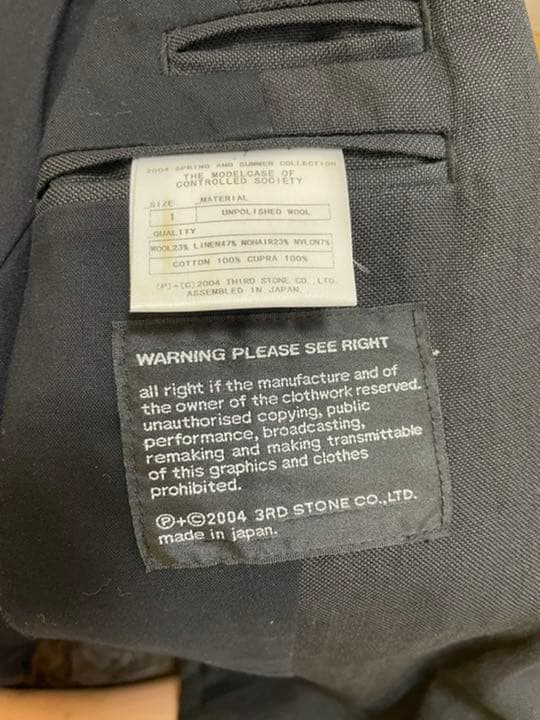 2004 SPRING AND SUMMER COLLECTION
THE MODELCASE OF
CONTROLLED SOCIETY
SIZE MATERIAL
1 UNPOLISHED WOOL
QUALITY
WOOL23% LINEN47% MOHAIR23% NYLON7%
COTTON 100% CUPRA 100%
(P)+(C)2004 THIRD STONE CO., LTD.
ASSEMBLED IN JAPAN.
WARNING PLEASE SEE RIGHT
all right if the manufacture and of
the owner of the clothwork reserved.
unauthorised copying, public
performance, broadcasting,
remaking and making transmittable
of this graphics and clothes
prohibited.
℗+©2004 3RD STONE CO.,LTD.
made in japan.